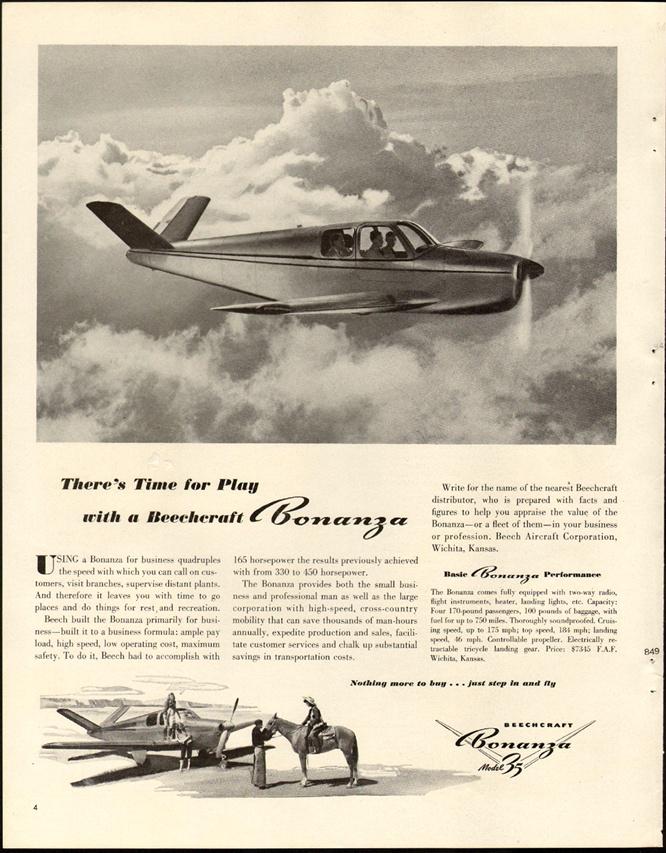 There's Time for Play
with a Beechcraft Bonanza
USING a Bonanza for business quadruples
the speed with which you can call on cus-
tomers, visit branches, supervise distant plants.
And therefore it leaves you with time to go
places and do things for rest and recreation.
Beech built the Bonanza primarily for busi-
ness—built it to a business formula: ample pay
load, high speed, low operating cost, maximum
safety. To do it, Beech had to accomplish with
165 horsepower the results previously achieved
with from 330 to 450 horsepower.
The Bonanza provides both the small busi-
ness and professional man as well as the large
corporation with high-speed, cross-country
mobility that can save thousands of man-hours
annually, expedite production and sales, facili-
tate customer services and chalk up substantial
savings in transportation costs.
Write for the name of the nearest Beechcraft
distributor, who is prepared with facts and
figures to help you appraise the value of the
Bonanza—or a fleet of them—in your business
or profession. Beech Aircraft Corporation,
Wichita, Kansas.
Basic Bonanza Performance
The Bonanza comes fully equipped with two-way radio,
flight instruments, heater, landing lights, etc. Capacity:
Four 170-pound passengers, 100 pounds of baggage, with
fuel for up to 750 miles. Thoroughly soundproofed. Cruis-
ing speed, up to 175 mph; top speed, 184 mph; landing
speed, 46 mph. Controllable propeller. Electrically re-
tractable tricycle landing gear. Price: $7345 F.A.F.
Wichita, Kansas.
849
Nothing more to buy . . . just step in and fly
BEECHCRAFT
Bonanza
Model 35
4